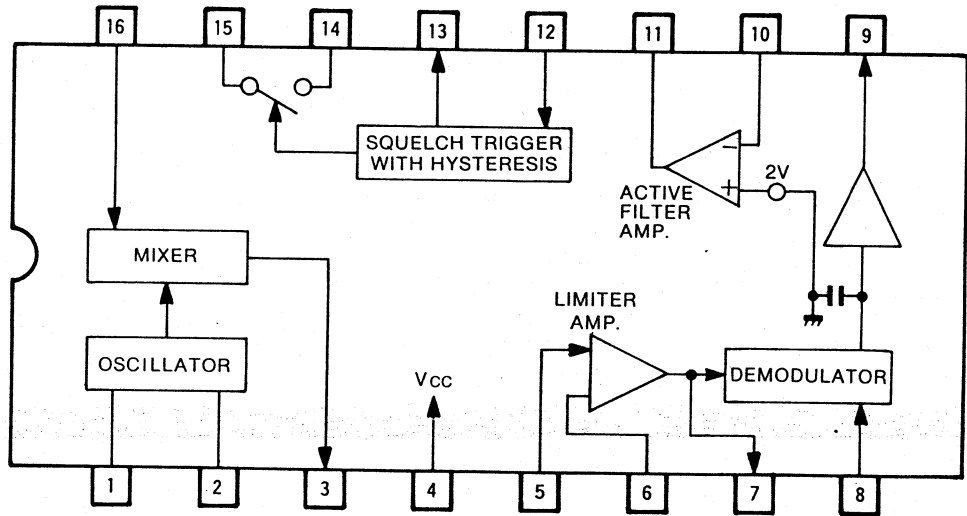 16
15
14
13
12
11
10
9
SQUELCH TRIGGER
WITH HYSTERESIS
−
+
2V
ACTIVE
FILTER
AMP.
MIXER
LIMITER
AMP.
OSCILLATOR
VCC
DEMODULATOR
1
2
3
4
5
6
7
8